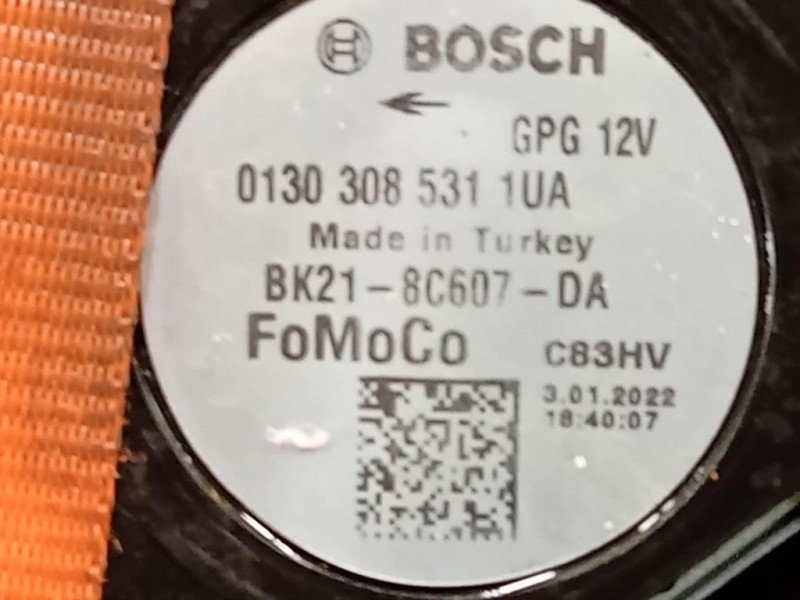 BOSCH
GPG 12V
0130 308 531 1UA
Made in Turkey
BK21-8C607-DA
FoMoCo C83HV
3.01.2022
18:40:07